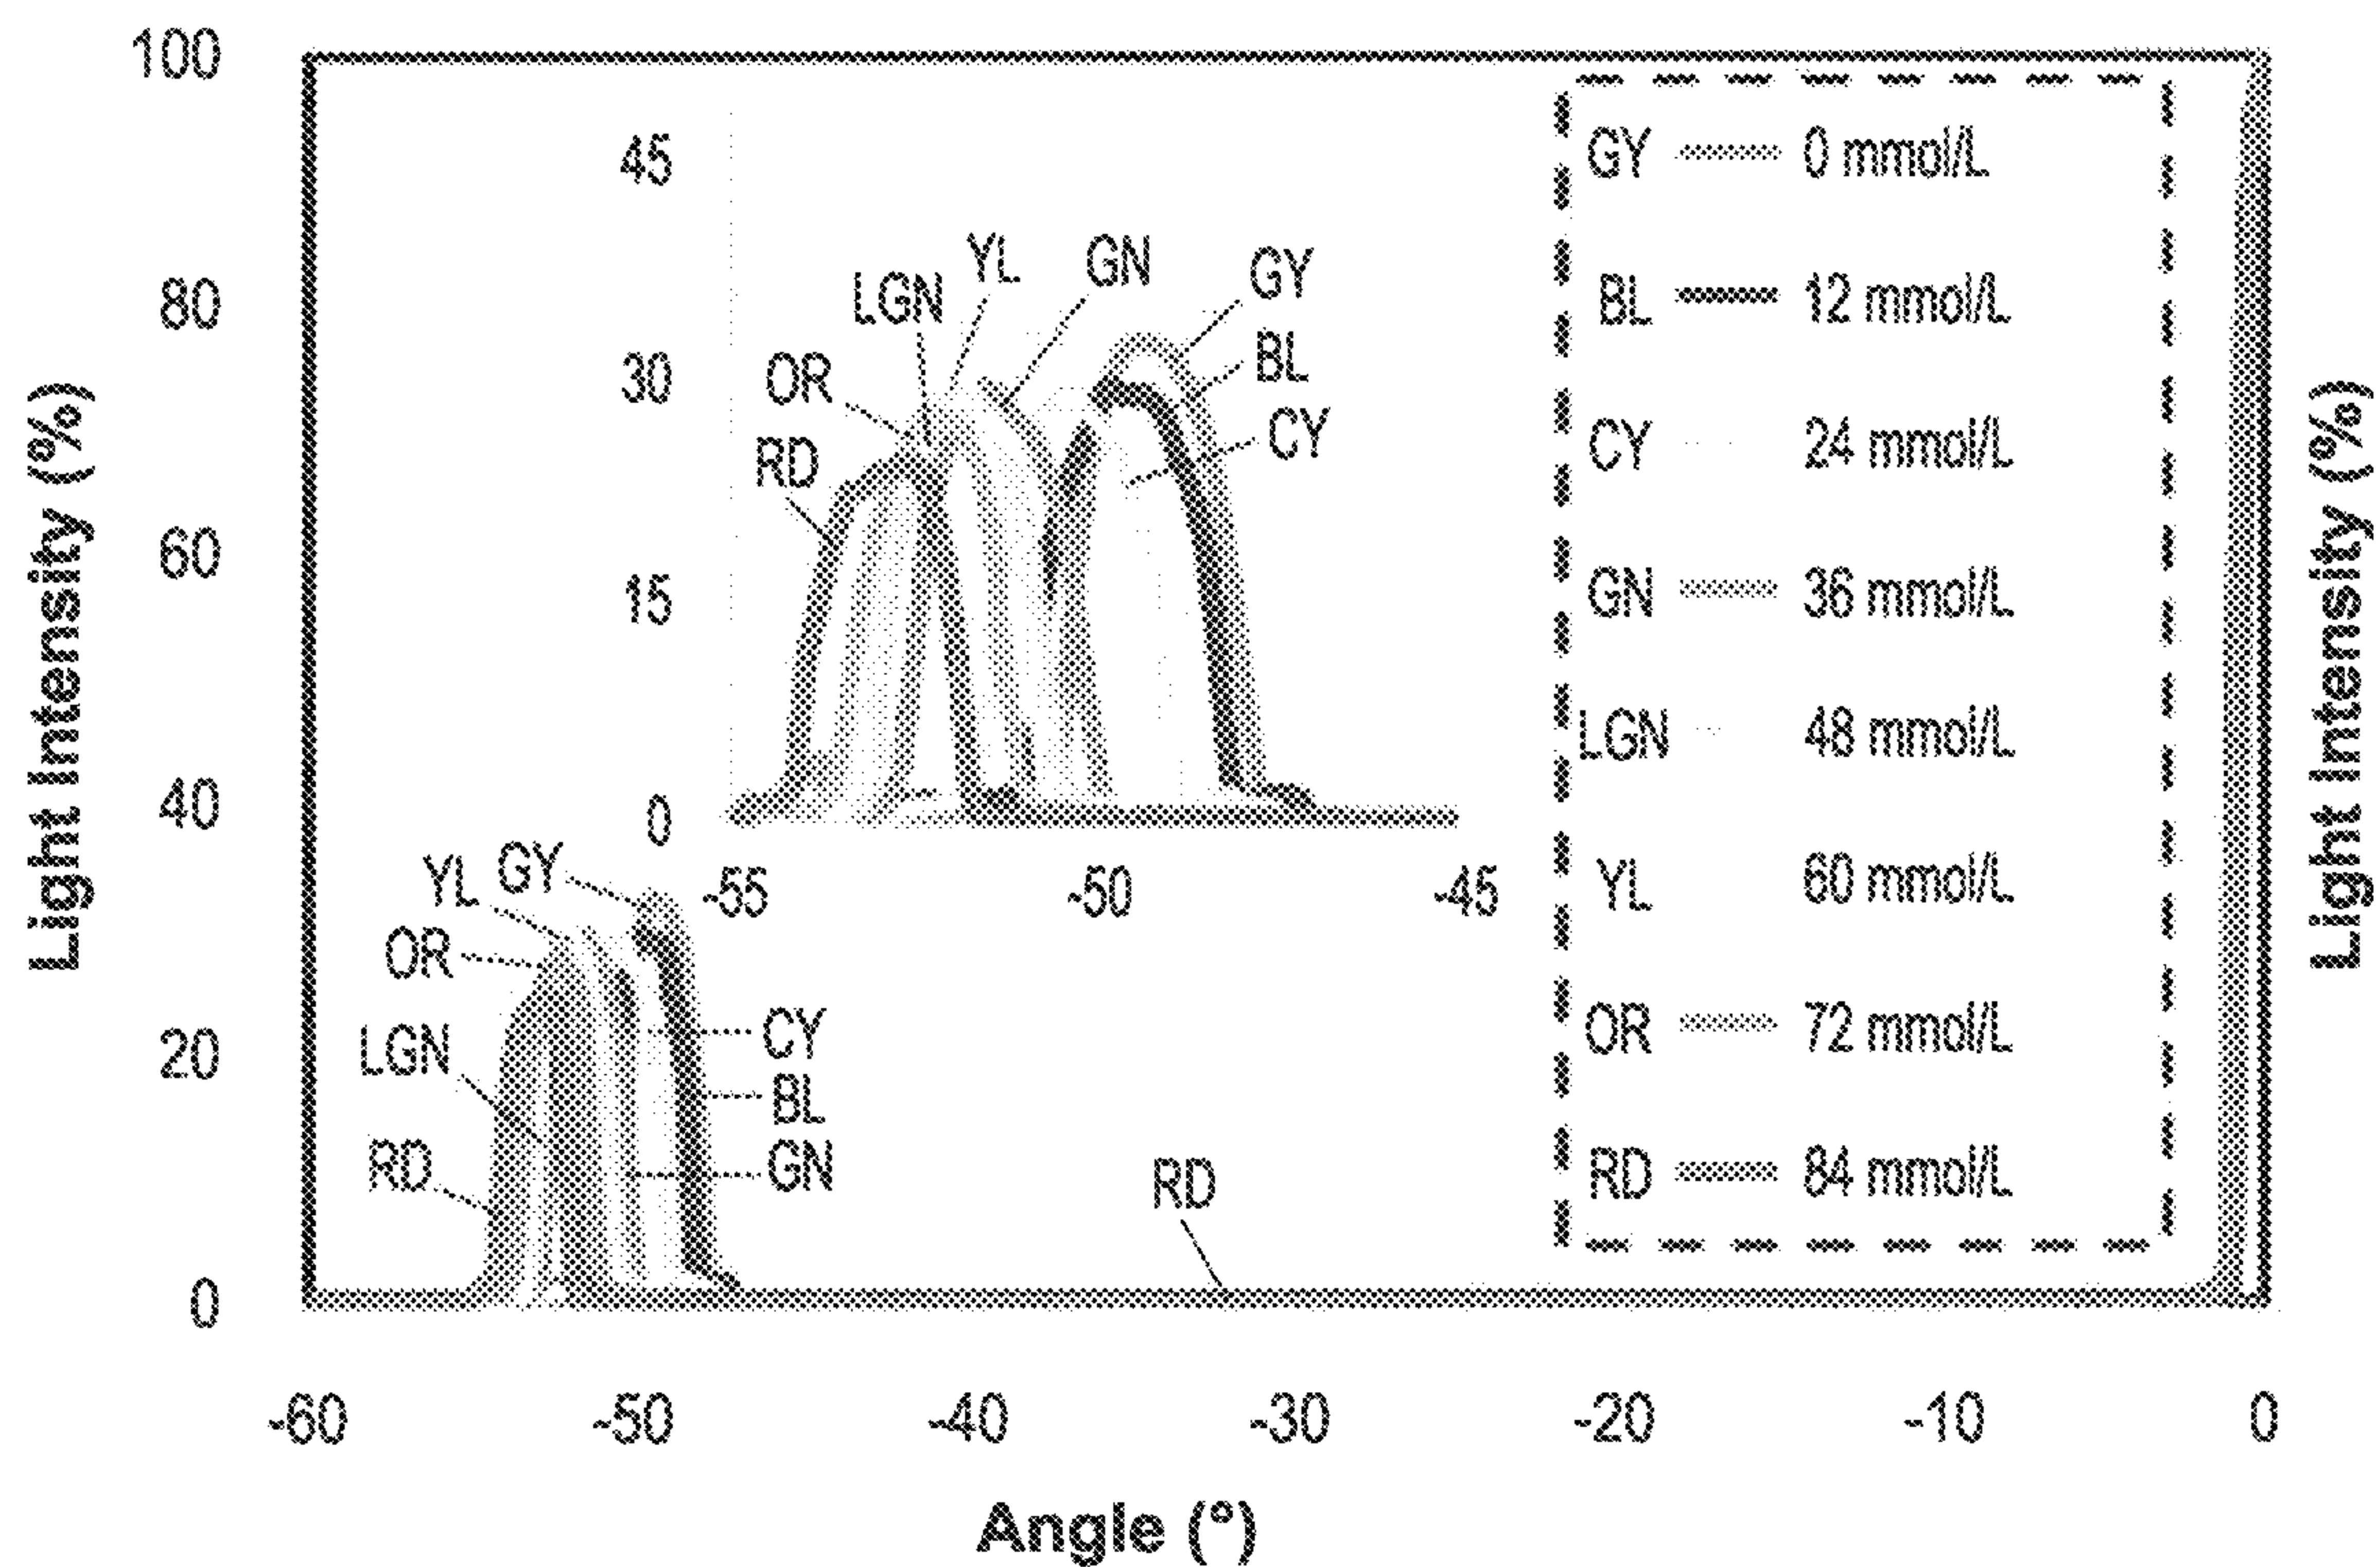 100
80
60
40
20
0
Light Intensity (%)
45
30
15
0
-55
-50
-45
RD
OR
LGN
YL
GN
GY
BL
CY
YL
GY
OR
LGN
RD
CY
BL
GN
RD
GY 0 mmol/L
BL 12 mmol/L
CY 24 mmol/L
GN 36 mmol/L
LGN 48 mmol/L
YL 60 mmol/L
OR 72 mmol/L
RD 84 mmol/L
Light Intensity (%)
-60
-50
-40
-30
-20
-10
0
Angle (°)